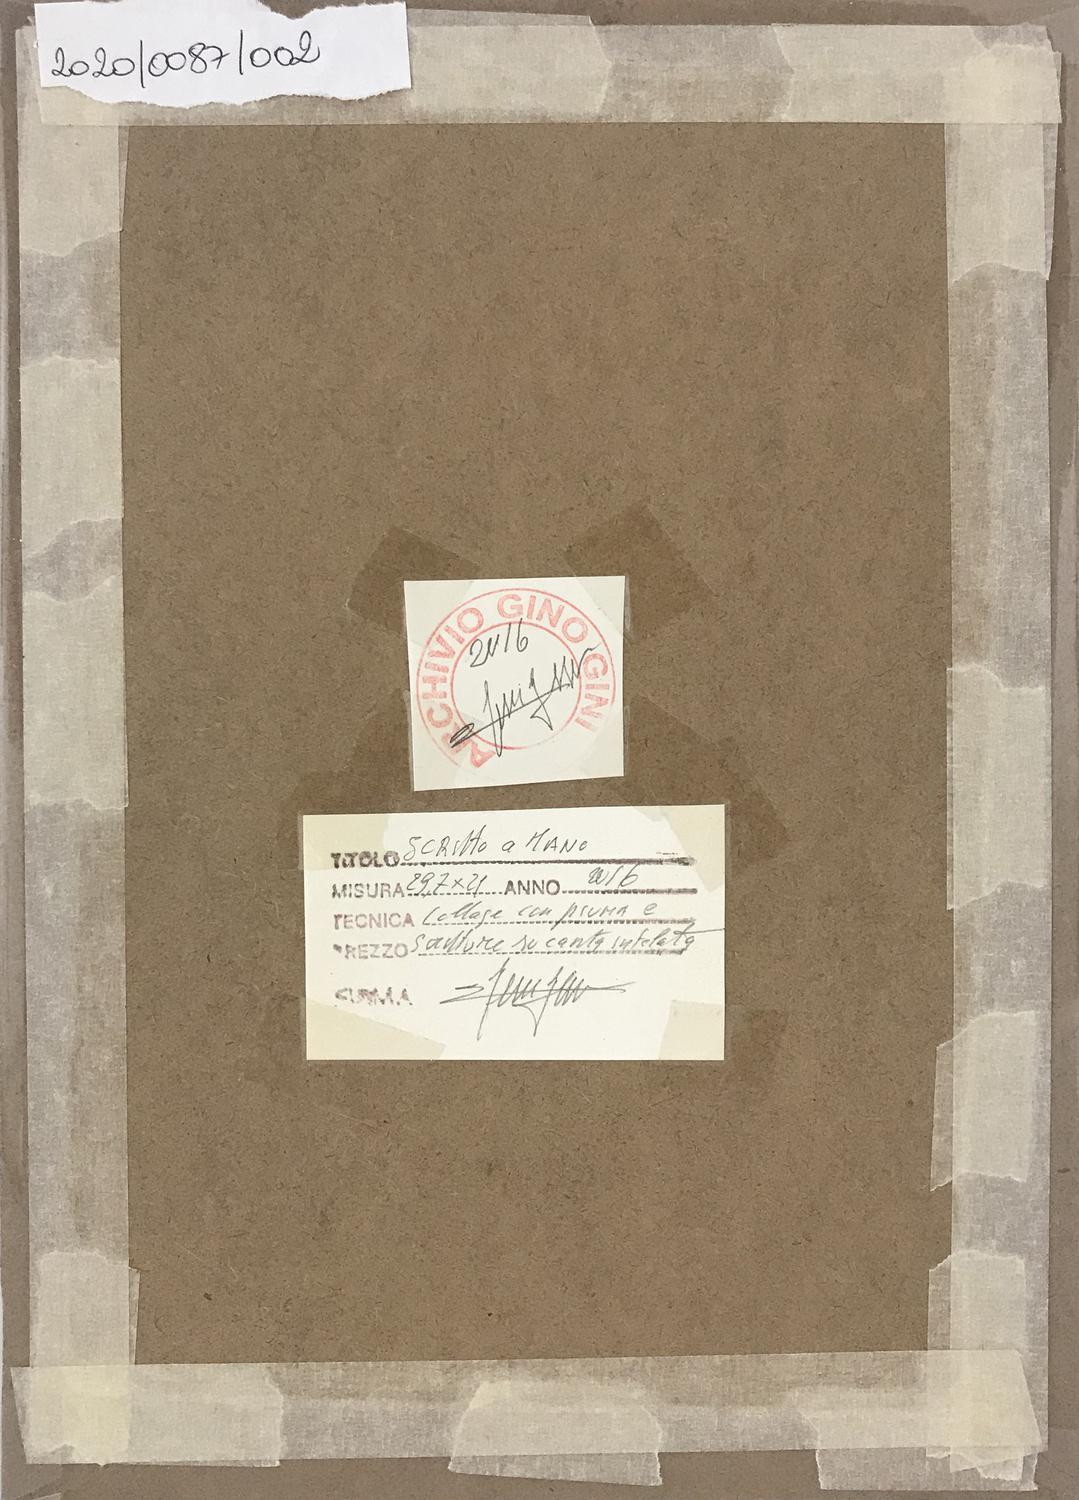 2020/0087/002
ARCHIVIO GINO GINI
2016
TITOLO Scritto a MANO
MISURA 29,7x21 ANNO 2016
TECNICA Collage con piuma e
PREZZO Scritture su carta intelata
FIRMA